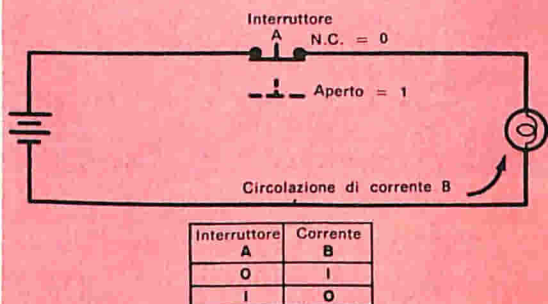 Interruttore
A
N.C. = 0
Aperto = 1
Circolazione di corrente B
Interruttore Corrente
A B
0 1
1 0